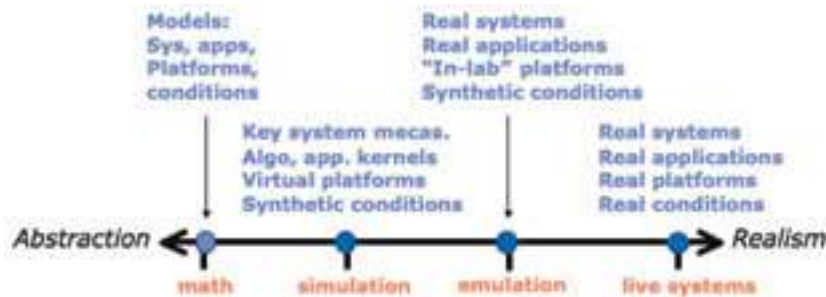 Models:
Sys, apps,
Platforms,
conditions
Real systems
Real applications
"In-lab" platforms
Synthetic conditions
Key system mecas.
Algo, app. kernels
Virtual platforms
Synthetic conditions
Real systems
Real applications
Real platforms
Real conditions
Abstraction
Realism
math
simulation
emulation
live systems